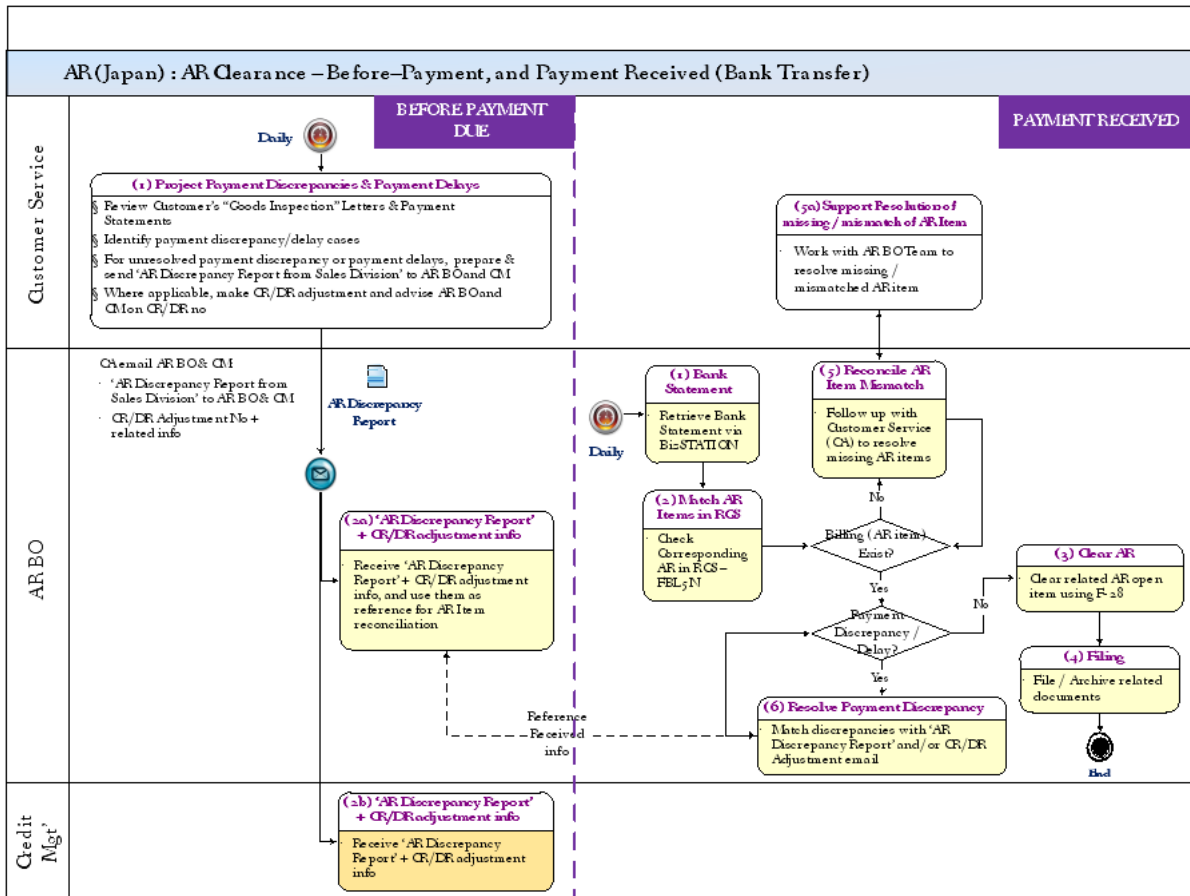 AR (Japan) : AR Clearance – Before–Payment, and Payment Received (Bank Transfer)
BEFORE PAYMENT
DUE
PAYMENT RECEIVED
Customer Service
Daily
(1) Project Payment Discrepancies & Payment Delays
§ Review Customer's "Goods Inspection" Letters & Payment
Statements
§ Identify payment discrepancy/delay cases
§ For unresolved payment discrepancy or payment delays, prepare &
send 'AR Discrepancy Report from Sales Division' to AR BO and CM
§ Where applicable, make CR/DR adjustment and advise AR BO and
CM on CR/DR no
(5a) Support Resolution of
missing / mismatch of AR Item
· Work with AR BO Team to
resolve missing /
mismatched AR item
AR BO
CA email AR BO & CM
· 'AR Discrepancy Report from
Sales Division' to AR BO & CM
· CR/DR Adjustment No +
related info
AR Discrepancy
Report
(2a) 'AR Discrepancy Report'
+ CR/DR adjustment info
· Receive 'AR Discrepancy
Report' + CR/DR adjustment
info, and use them as
reference for AR Item
reconciliation
Daily
(1) Bank
Statement
· Retrieve Bank
Statement via
BizSTATION
(2) Match AR
Items in RGS
· Check
Corresponding
AR in RGS –
FBL5N
(5) Reconcile AR
Item Mismatch
· Follow up with
Customer Service
(CA) to resolve
missing AR items
No
Billing (AR item)
Exist?
Yes
Payment
Discrepancy /
Delay?
No
Yes
(3) Clear AR
· Clear related AR open
item using F-28
(4) Filing
· File / Archive related
documents
End
(6) Resolve Payment Discrepancy
· Match discrepancies with 'AR
Discrepancy Report' and/or CR/DR
Adjustment email
Reference
Received
info
Credit
Mgt'
(2b) 'AR Discrepancy Report'
+ CR/DR adjustment info
· Receive 'AR Discrepancy
Report' + CR/DR adjustment
info